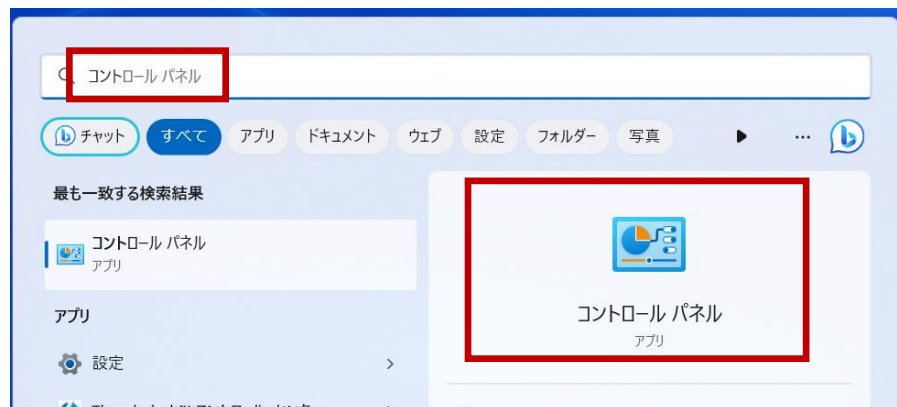 コントロール パネル
チャット すべて アプリ ドキュメント ウェブ 設定 フォルダー 写真 ▶ ···
最も一致する検索結果
コントロール パネル
アプリ
アプリ
設定
コントロール パネル
アプリ